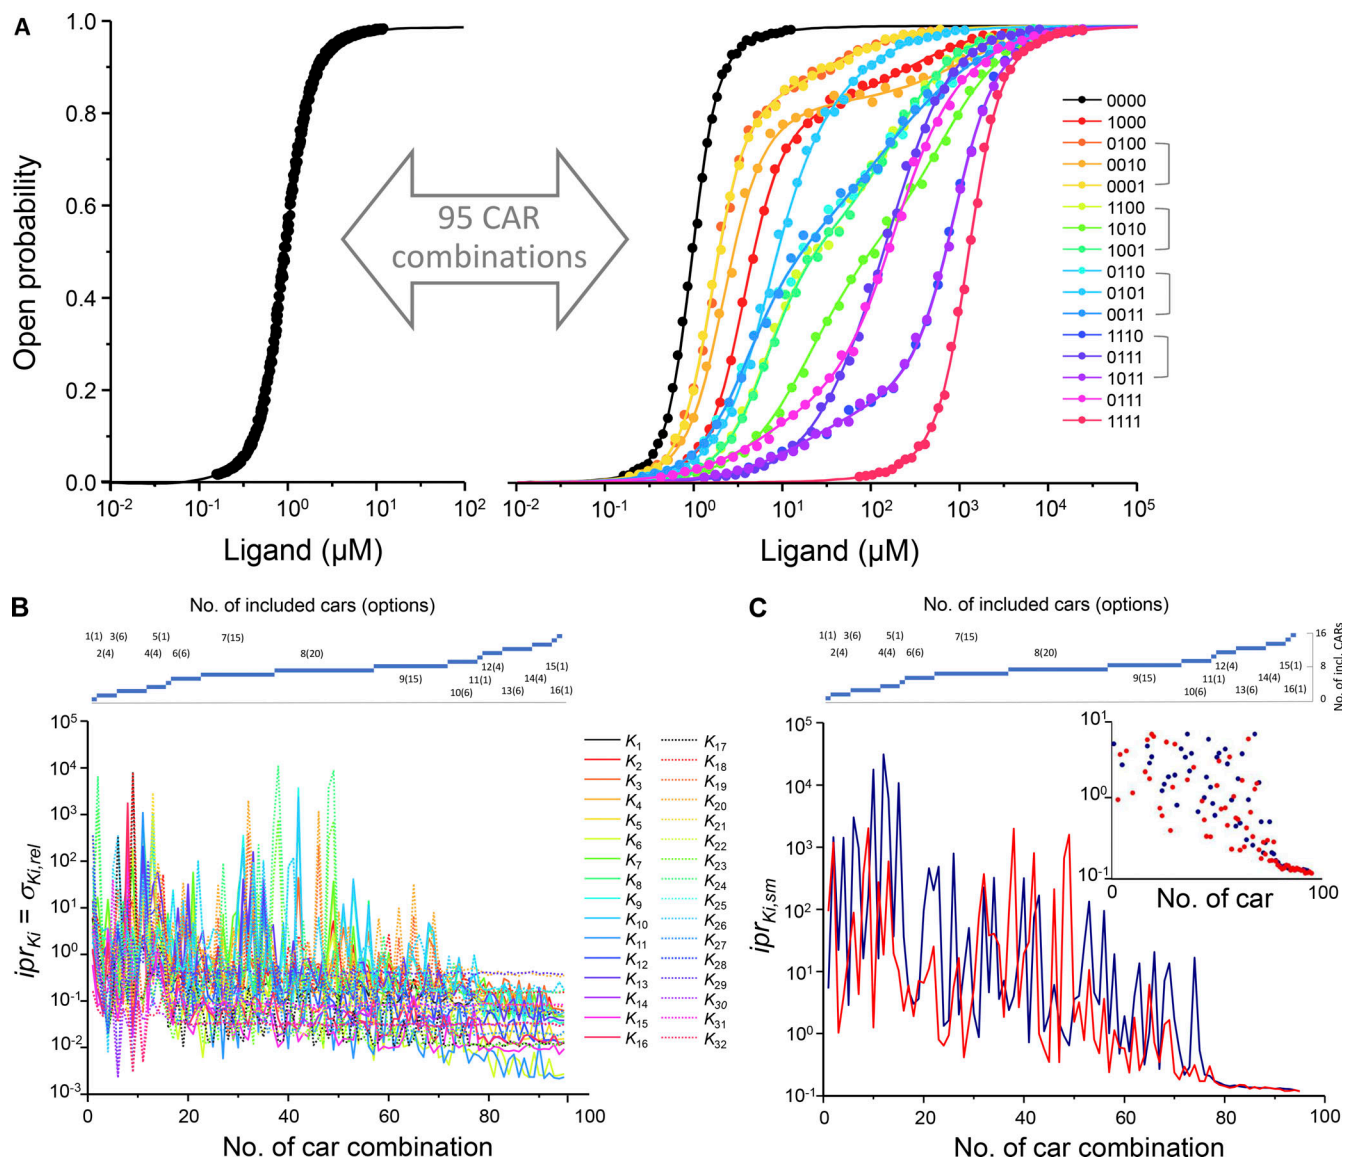 A
1.0
0.8
0.6
0.4
0.2
0.0
Open probability
10⁻²
10⁻¹
10⁰
10¹
10²
Ligand (µM)
95 CAR
combinations
10⁻²
10⁻¹
10⁰
10¹
10²
10³
10⁴
10⁵
Ligand (µM)
0000
1000
0100
0010
0001
1100
1010
1001
0110
0101
0011
1110
0111
1011
0111
1111
B
No. of included cars (options)
1(1) 3(6) 5(1) 7(15)
2(4) 4(4) 6(6) 8(20) 12(4) 15(1)
9(15) 11(1) 14(4)
10(6) 13(6) 16(1)
10⁵
10⁴
10³
10²
10¹
10⁰
10⁻¹
10⁻²
10⁻³
ipr_Ki = σ_Ki,rel
0 20 40 60 80 100
No. of car combination
K₁ K₁₇
K₂ K₁₈
K₃ K₁₉
K₄ K₂₀
K₅ K₂₁
K₆ K₂₂
K₇ K₂₃
K₈ K₂₄
K₉ K₂₅
K₁₀ K₂₆
K₁₁ K₂₇
K₁₂ K₂₈
K₁₃ K₂₉
K₁₄ K₃₀
K₁₅ K₃₁
K₁₆ K₃₂
C
No. of included cars (options)
1(1) 3(6) 5(1) 7(15)
2(4) 4(4) 6(6) 8(20) 12(4) 15(1)
9(15) 11(1) 14(4)
10(6) 13(6) 16(1)
16
8
0
No. of incl. CARs
10⁵
10⁴
10³
10²
10¹
10⁰
10⁻¹
ipr_Ki,sm
0 20 40 60 80 100
No. of car combination
10¹
10⁰
10⁻¹
0 100
No. of car